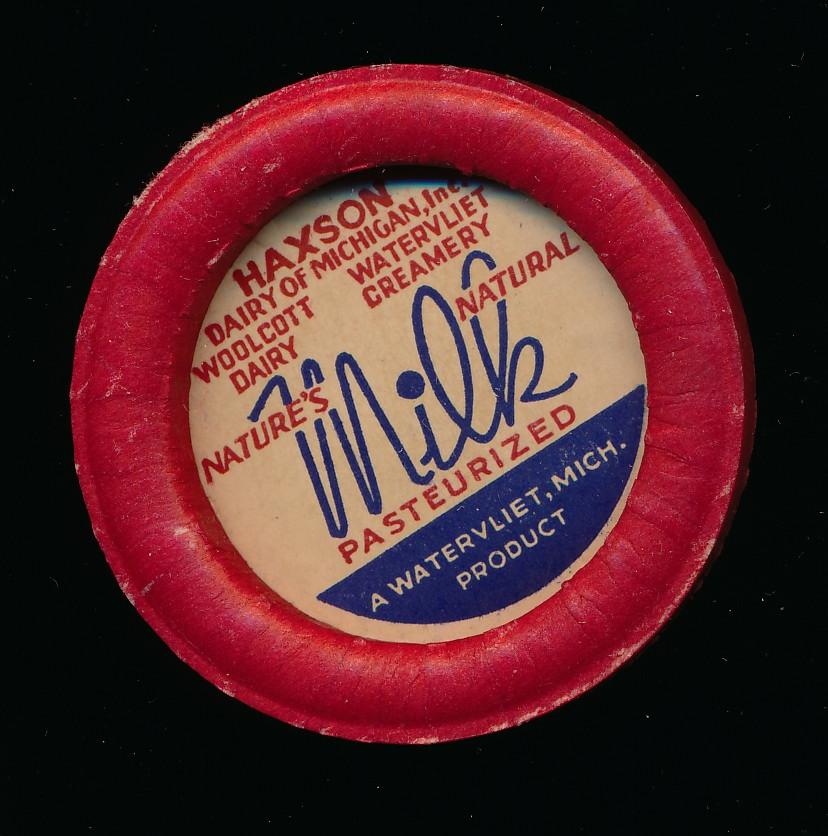 HAXSON
DAIRY OF MICHIGAN, Inc.
WOOLCOTT
DAIRY
WATERVLIET
CREAMERY
NATURE'S
Milk
NATURAL
PASTEURIZED
A WATERVLIET, MICH.
PRODUCT